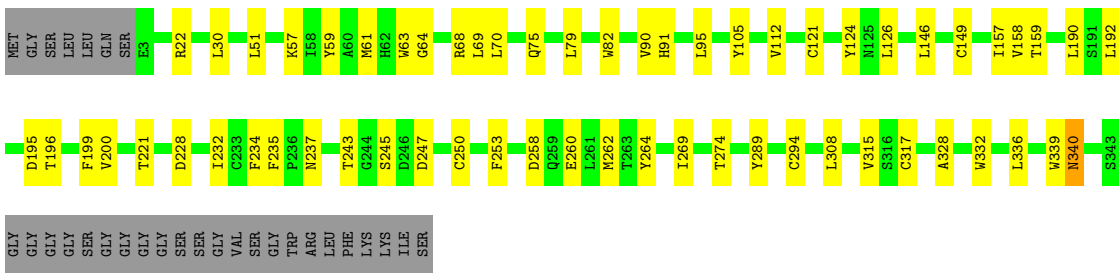 MET GLY SER LEU LEU GLN SER E3 R22 L30 L51 K57 I58 Y59 A60 M61 H62 W63 G64 R68 L69 L70 Q75 L79 W82 V90 H91 L95 Y105 V112 C121 Y124 N125 L126 L146 C149 I157 V158 T159 L190 S191 L192
D195 T196 F199 V200 T221 D228 I232 C233 F234 F235 P236 N237 T243 G244 S245 D246 D247 C250 F253 D258 Q259 E260 L261 M262 T263 Y264 I269 T274 Y289 C294 L308 V315 S316 C317 A328 W332 L336 W339 N340 S343
GLY GLY GLY GLY SER GLY GLY GLY GLY SER SER GLY VAL SER GLY TRP ARG LEU PHE LYS LYS ILE SER